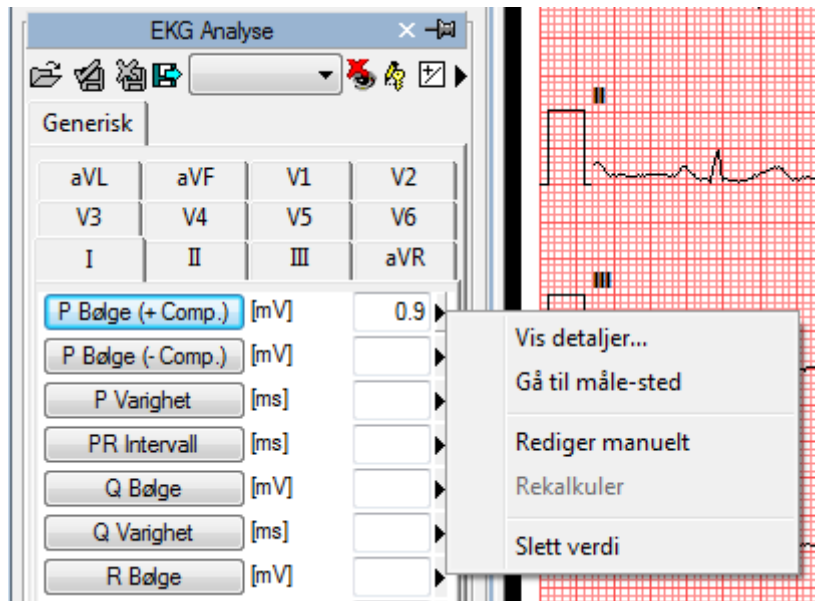 EKG Analyse
Generisk
aVL aVF V1 V2
V3 V4 V5 V6
I II III aVR
P Bølge (+ Comp.) [mV] 0.9
P Bølge (- Comp.) [mV]
P Varighet [ms]
PR Intervall [ms]
Q Bølge [mV]
Q Varighet [ms]
R Bølge [mV]
II
III
Vis detaljer...
Gå til måle-sted
Rediger manuelt
Rekalkuler
Slett verdi